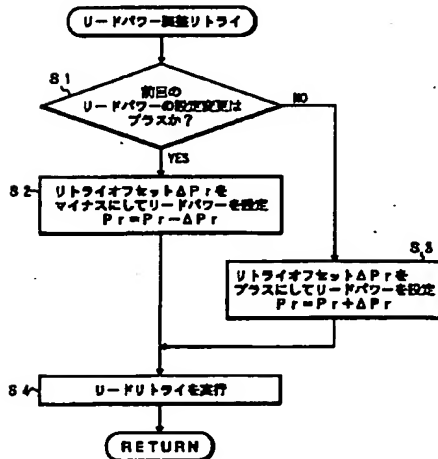 リードパワー調整リトライ
S1
前回の
リードパワーの設定変更は
プラスか?
NO
YES
S2
リトライオフセットΔPrを
マイナスにしてリードパワーを設定
Pr=Pr-ΔPr
S3
リトライオフセットΔPrを
プラスにしてリードパワーを設定
Pr=Pr+ΔPr
S4
リードリトライを実行
RETURN